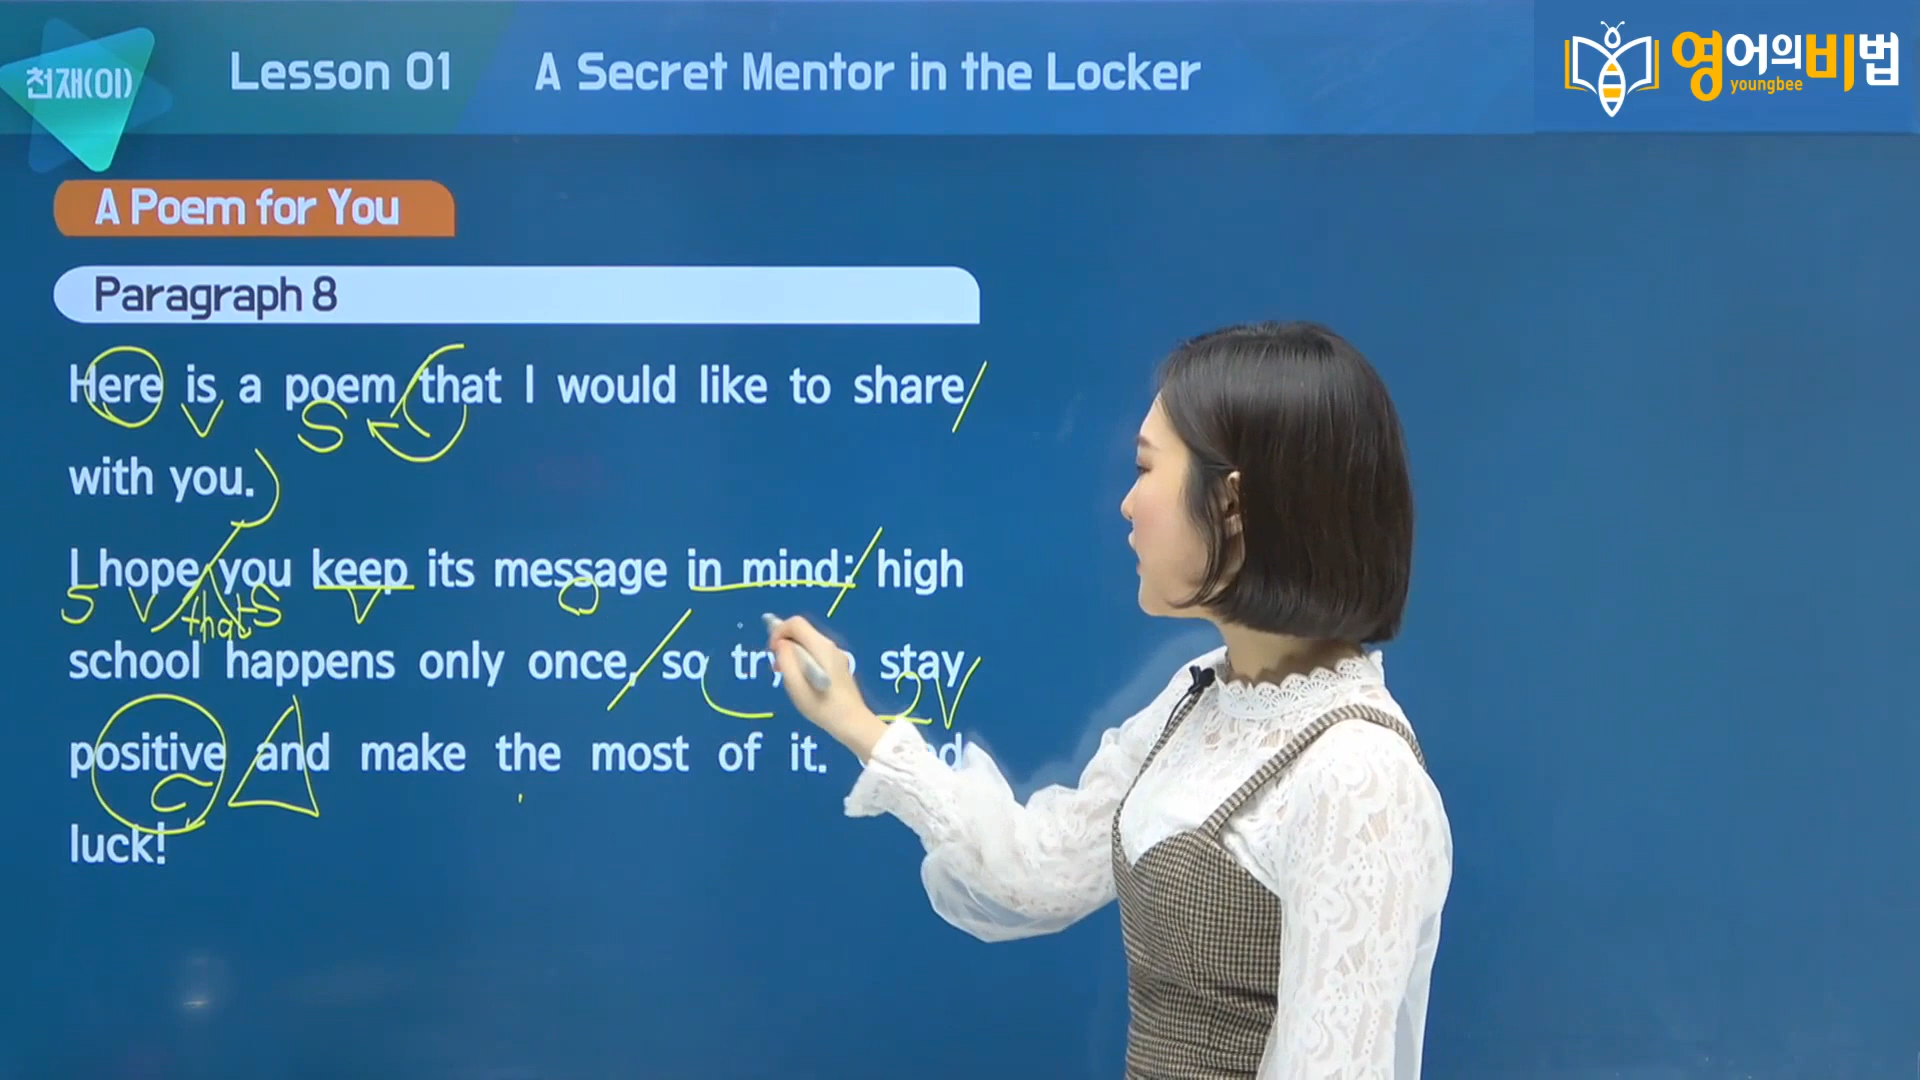 천재(이)
Lesson 01 A Secret Mentor in the Locker
영어의비법
youngbee
A Poem for You
Paragraph 8
Here is a poem that I would like to share
V S
with you.
I hope you keep its message in mind: high
S V that S V O
school happens only once, so try stay
2V
positive and make the most of it.
C
luck!